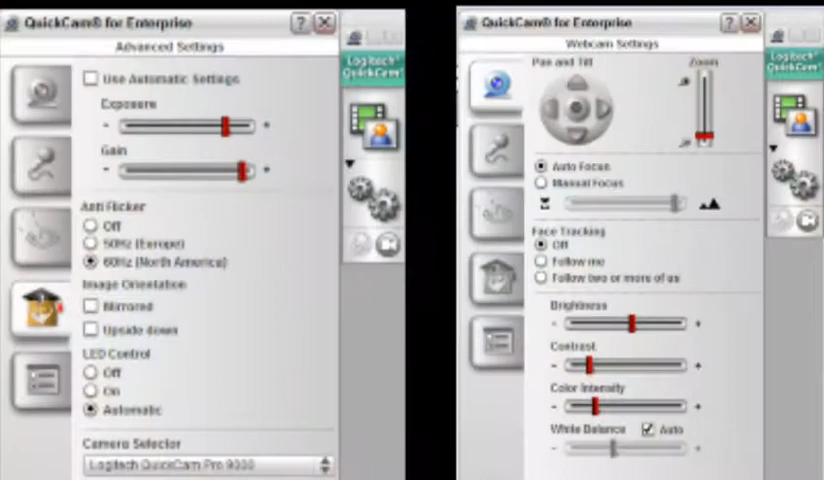 QuickCam® for Enterprise
? X
Advanced Settings
Use Automatic Settings
Exposure
- +
Gain
- +
Anti Flicker
Off
50Hz (Europe)
60Hz (North America)
Image Orientation
Mirrored
Upside down
LED Control
Off
On
Automatic
Camera Selector
Logitech QuickCam Pro 9000
Logitech®
QuickCam®
QuickCam® for Enterprise
? X
Webcam Settings
Pan and Tilt
Zoom
Auto Focus
Manual Focus
Face Tracking
Off
Follow me
Follow two or more of us
Brightness
- +
Contrast
- +
Color Intensity
- +
White Balance Auto
- +
Logitech®
QuickCam®